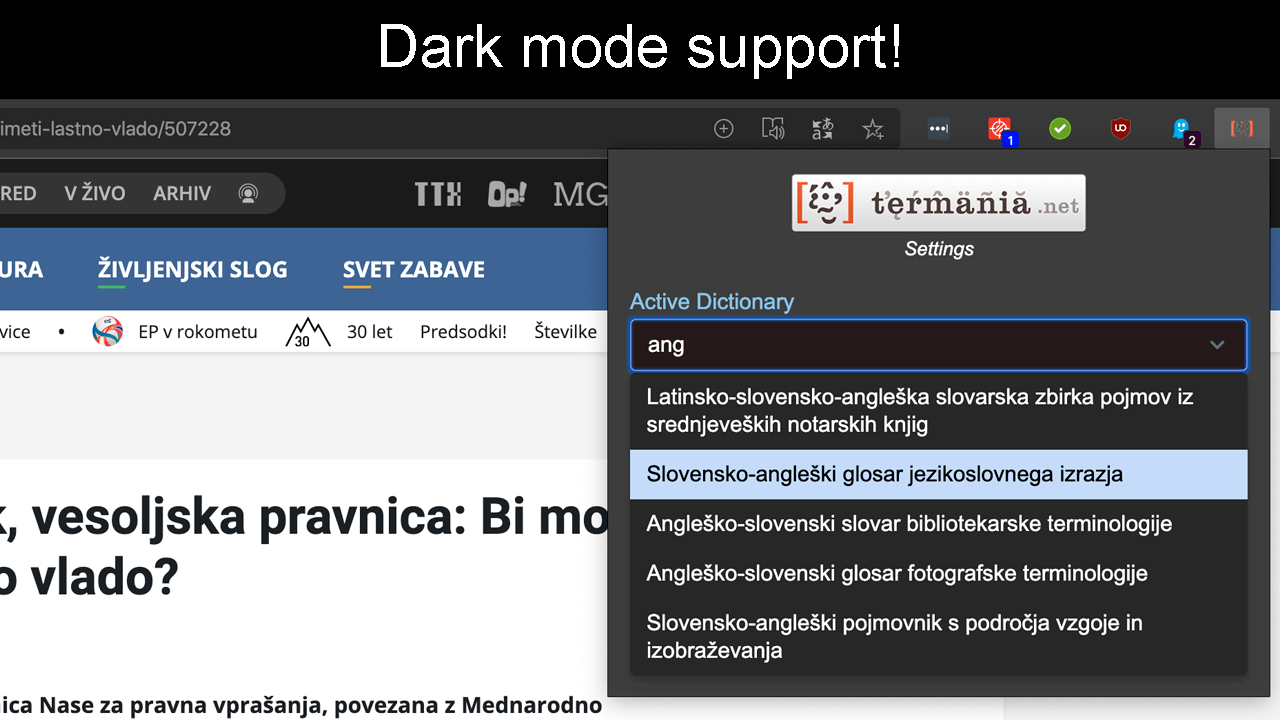 Dark mode support!
imeti-lastno-vlado/507228
1
2
RED V ŽIVO ARHIV
TTX Op! MG
[termania.net]
Settings
URA ŽIVLJENJSKI SLOG SVET ZABAVE
vice • EP v rokometu 30 30 let Predsodki! Številke
Active Dictionary
ang
Latinsko-slovensko-angleška slovarska zbirka pojmov iz
srednjeveških notarskih knjig
Slovensko-angleški glosar jezikoslovnega izrazja
Angleško-slovenski slovar bibliotekarske terminologije
Angleško-slovenski glosar fotografske terminologije
Slovensko-angleški pojmovnik s področja vzgoje in
izobraževanja
k, vesoljska pravnica: Bi mo
o vlado?
ica Nase za pravna vprašanja, povezana z Mednarodno